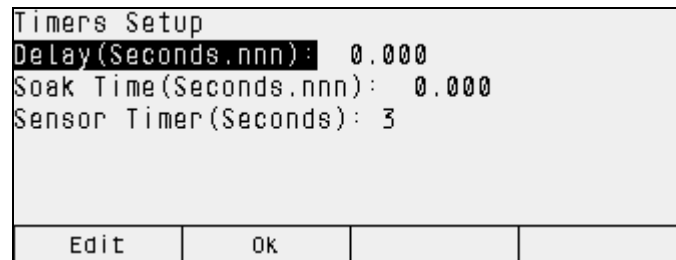 Timers Setup
Delay(Seconds.nnn): 0.000
Soak Time(Seconds.nnn): 0.000
Sensor Timer(Seconds): 3
Edit OK